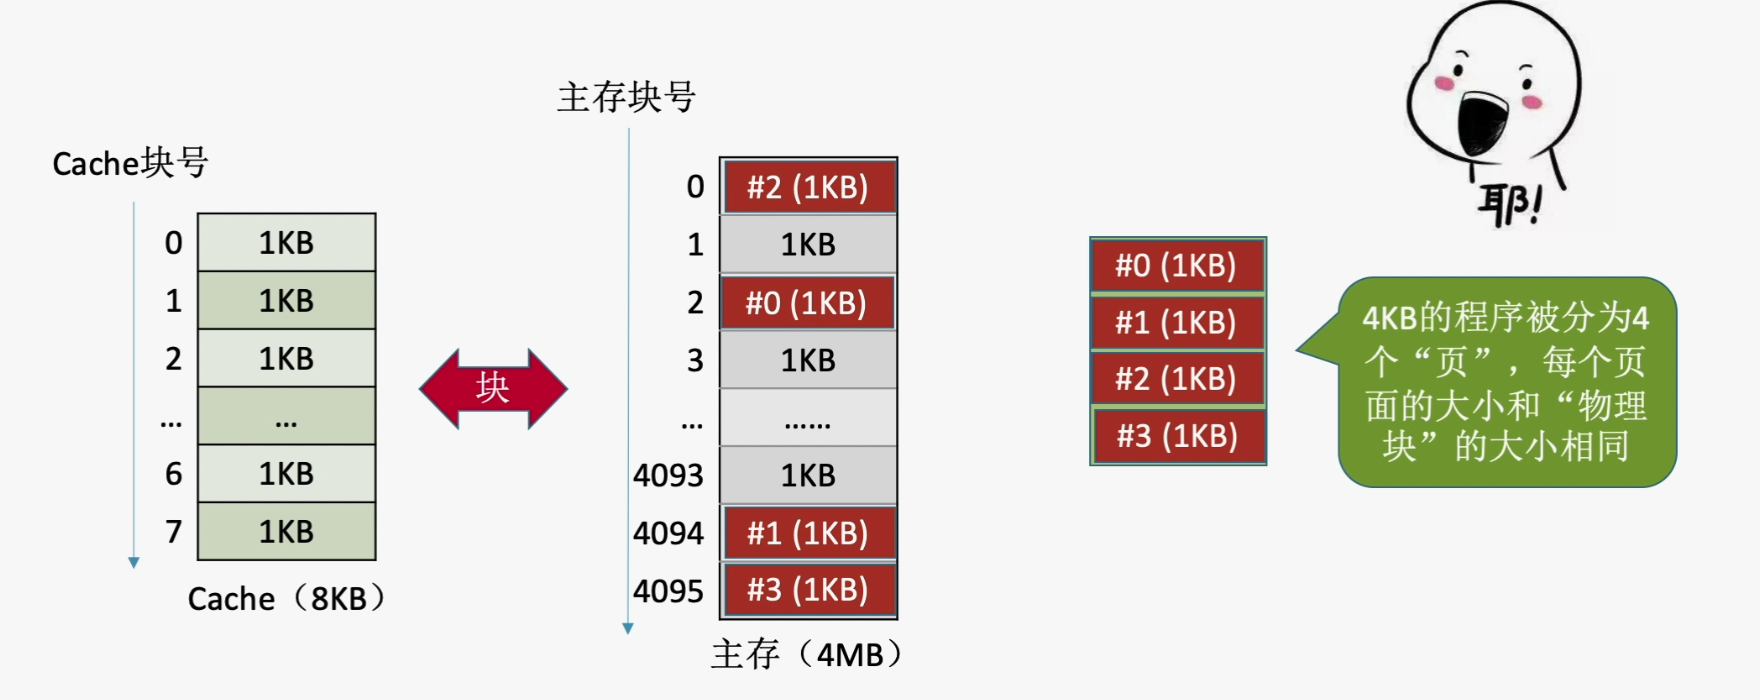 主存块号
Cache块号
0 1KB
1 1KB
2 1KB
... ...
6 1KB
7 1KB
Cache（8KB）
块
0 #2 (1KB)
1 1KB
2 #0 (1KB)
3 1KB
... ......
4093 1KB
4094 #1 (1KB)
4095 #3 (1KB)
主存（4MB）
#0 (1KB)
#1 (1KB)
#2 (1KB)
#3 (1KB)
耶!
4KB的程序被分为4
个“页”，每个页
面的大小和“物理
块”的大小相同